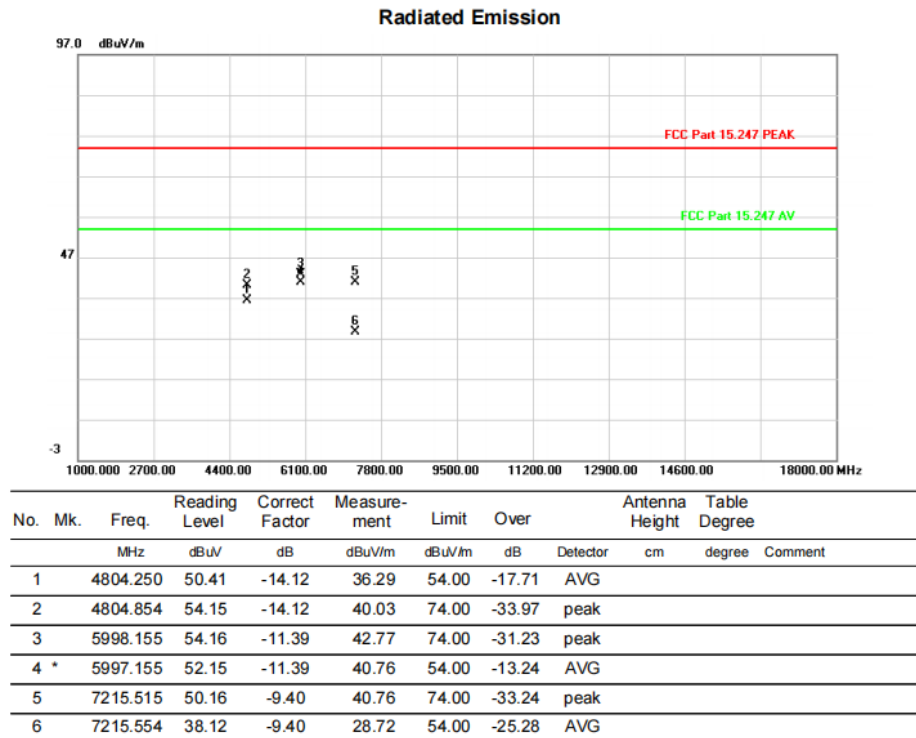 Radiated Emission
97.0 dBuV/m
FCC Part 15.247 PEAK
FCC Part 15.247 AV
47
3
2
5
1
6
-3
1000.000 2700.00 4400.00 6100.00 7800.00 9500.00 11200.00 12900.00 14600.00 18000.00 MHz
No. Mk. Freq. Reading Level Correct Factor Measure-ment Limit Over Antenna Height Table Degree
MHz dBuV dB dBuV/m dBuV/m dB Detector cm degree Comment
1 4804.250 50.41 -14.12 36.29 54.00 -17.71 AVG
2 4804.854 54.15 -14.12 40.03 74.00 -33.97 peak
3 5998.155 54.16 -11.39 42.77 74.00 -31.23 peak
4 * 5997.155 52.15 -11.39 40.76 54.00 -13.24 AVG
5 7215.515 50.16 -9.40 40.76 74.00 -33.24 peak
6 7215.554 38.12 -9.40 28.72 54.00 -25.28 AVG